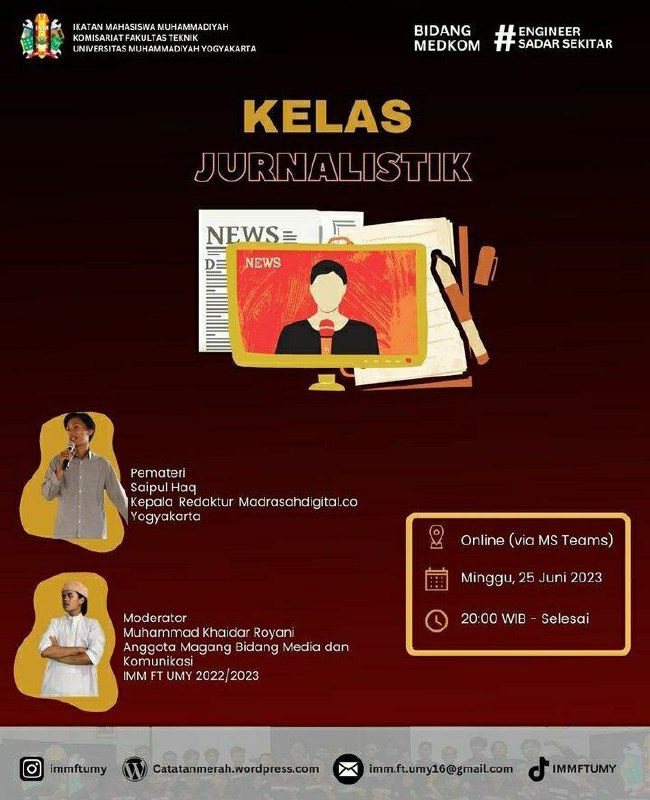 IKATAN MAHASISWA MUHAMMADIYAH
KOMISARIAT FAKULTAS TEKNIK
UNIVERSITAS MUHAMMADIYAH YOGYAKARTA
BIDANG
MEDKOM
#ENGINEER
SADAR SEKITAR
KELAS
JURNALISTIK
NEWS
D
NEWS
Pemateri
Saipul Haq
Kepala Redaktur Madrasahdigital.co
Yogyakarta
Online (via MS Teams)
Minggu, 25 Juni 2023
20:00 WIB - Selesai
Moderator
Muhammad Khaidar Royani
Anggota Magang Bidang Media dan
Komunikasi
IMM FT UMY 2022/2023
immftumy
Catatanmerah.wordpress.com
imm.ft.umy16@gmail.com
IMMFTUMY